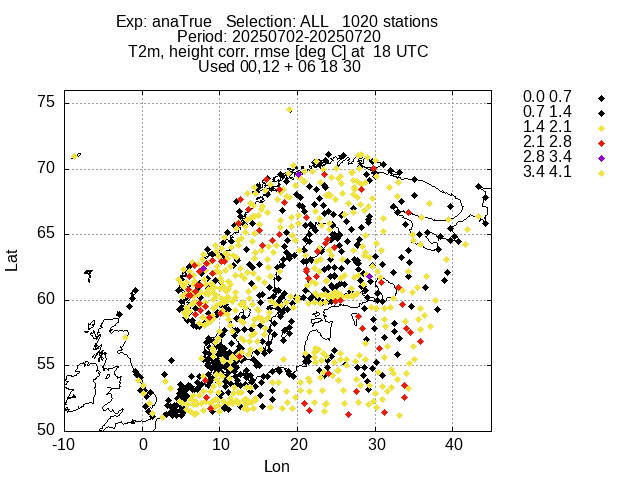 Exp: anaTrue   Selection: ALL   1020 stations
Period: 20250702-20250720
T2m, height corr. rmse [deg C] at  18 UTC
Used 00,12 + 06 18 30
0.0 0.7
0.7 1.4
1.4 2.1
2.1 2.8
2.8 3.4
3.4 4.1
75
70
65
60
55
50
Lat
-10 0 10 20 30 40
Lon